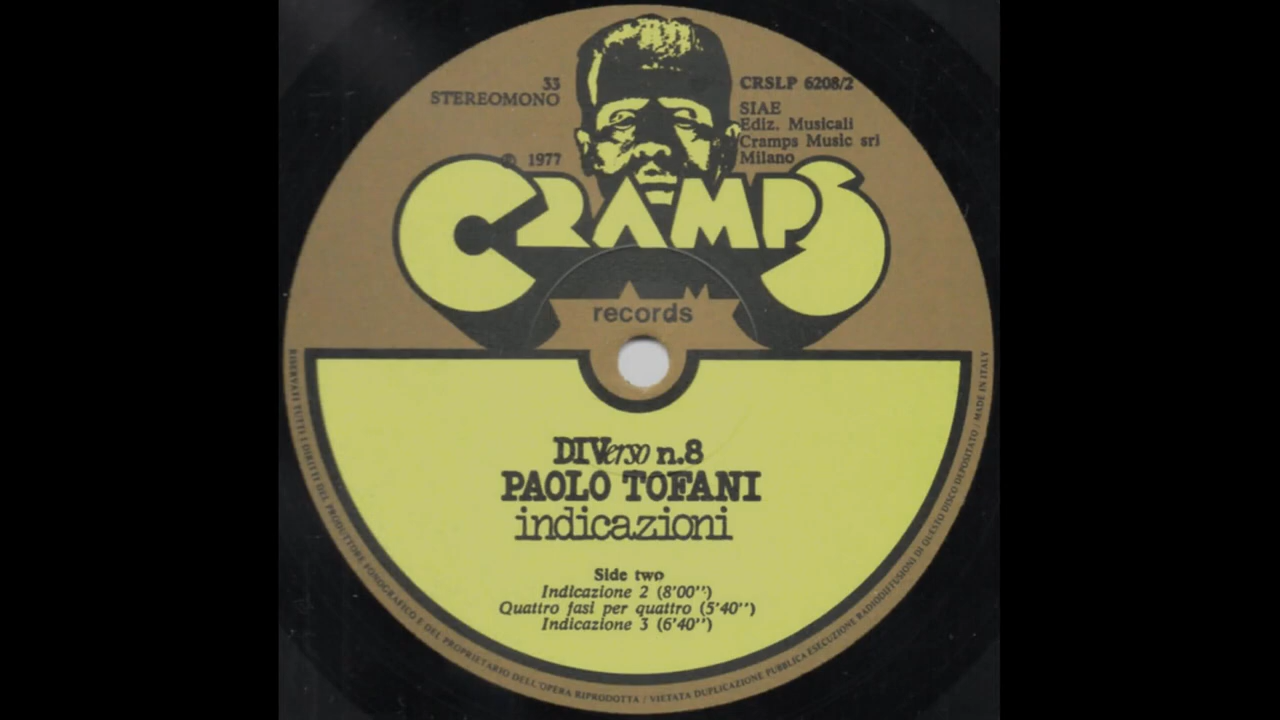 33
STEREOMONO
CRSLP 6208/2
SIAE
Ediz. Musicali
Cramps Music srl
Milano
℗ 1977
CRAMPS
records
DIVerso n.8
PAOLO TOFANI
indicazioni
Side two
Indicazione 2 (8'00'')
Quattro fasi per quattro (5'40'')
Indicazione 3 (6'40'')
RISERVATI TUTTI I DIRITTI DEL PRODUTTORE FONOGRAFICO E DEL PROPRIETARIO DELL'OPERA RIPRODOTTA / VIETATA DUPLICAZIONE PUBBLICA ESECUZIONE RADIODIFFUSIONI DI QUESTO DISCO DEPOSITATO / MADE IN ITALY